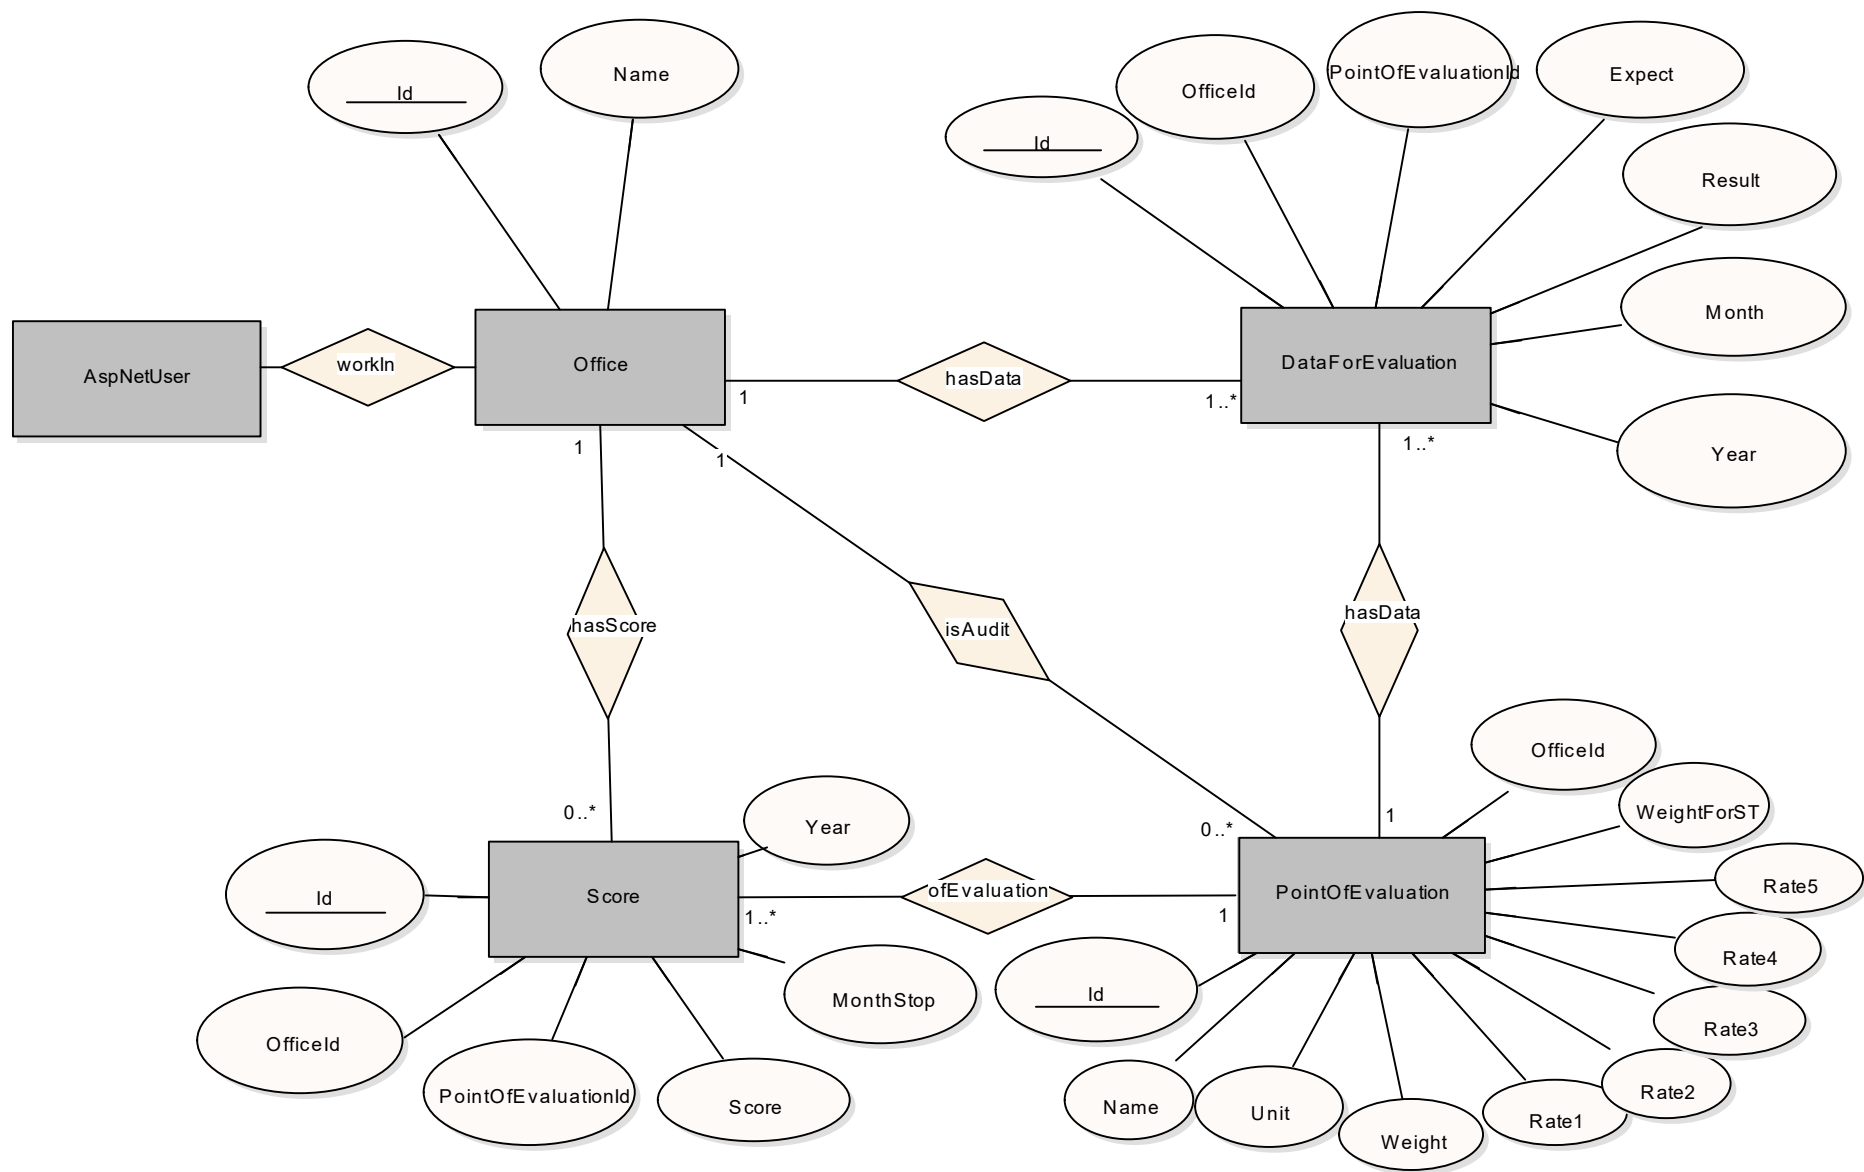 Id
Name
Id
OfficeId
PointOfEvaluationId
Expect
Result
Month
Year
AspNetUser
workIn
Office
hasData
DataForEvaluation
1
1..*
1
1
1..*
hasScore
isAudit
hasData
0..*
0..*
1
OfficeId
WeightForST
Rate5
Rate4
Rate3
Rate2
Rate1
Weight
Unit
Name
Id
PointOfEvaluation
1
ofEvaluation
1..*
Score
Year
MonthStop
Score
PointOfEvaluationId
OfficeId
Id